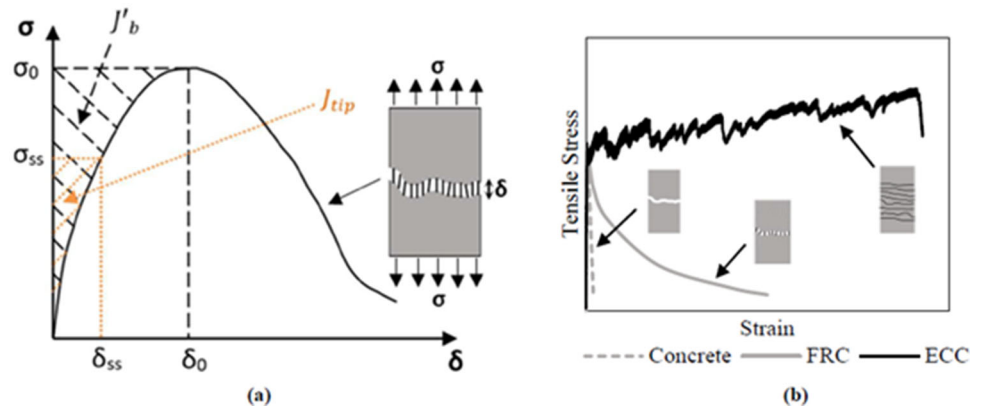 σ
J'b
σ0
Jtip
σss
δss
δ0
δ
σ
δ
σ
(a)
Tensile Stress
Strain
Concrete FRC ECC
(b)